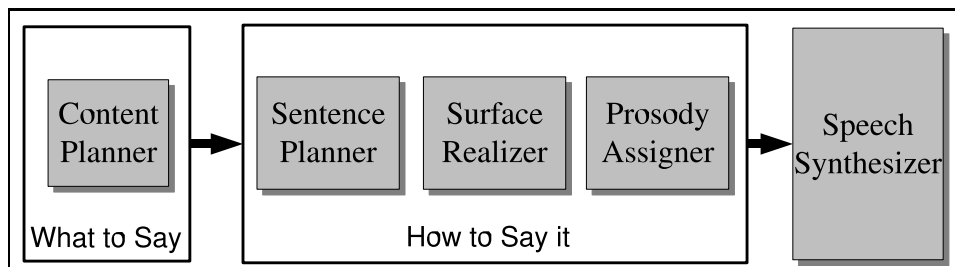 Content
Planner
What to Say
Sentence
Planner
Surface
Realizer
Prosody
Assigner
How to Say it
Speech
Synthesizer